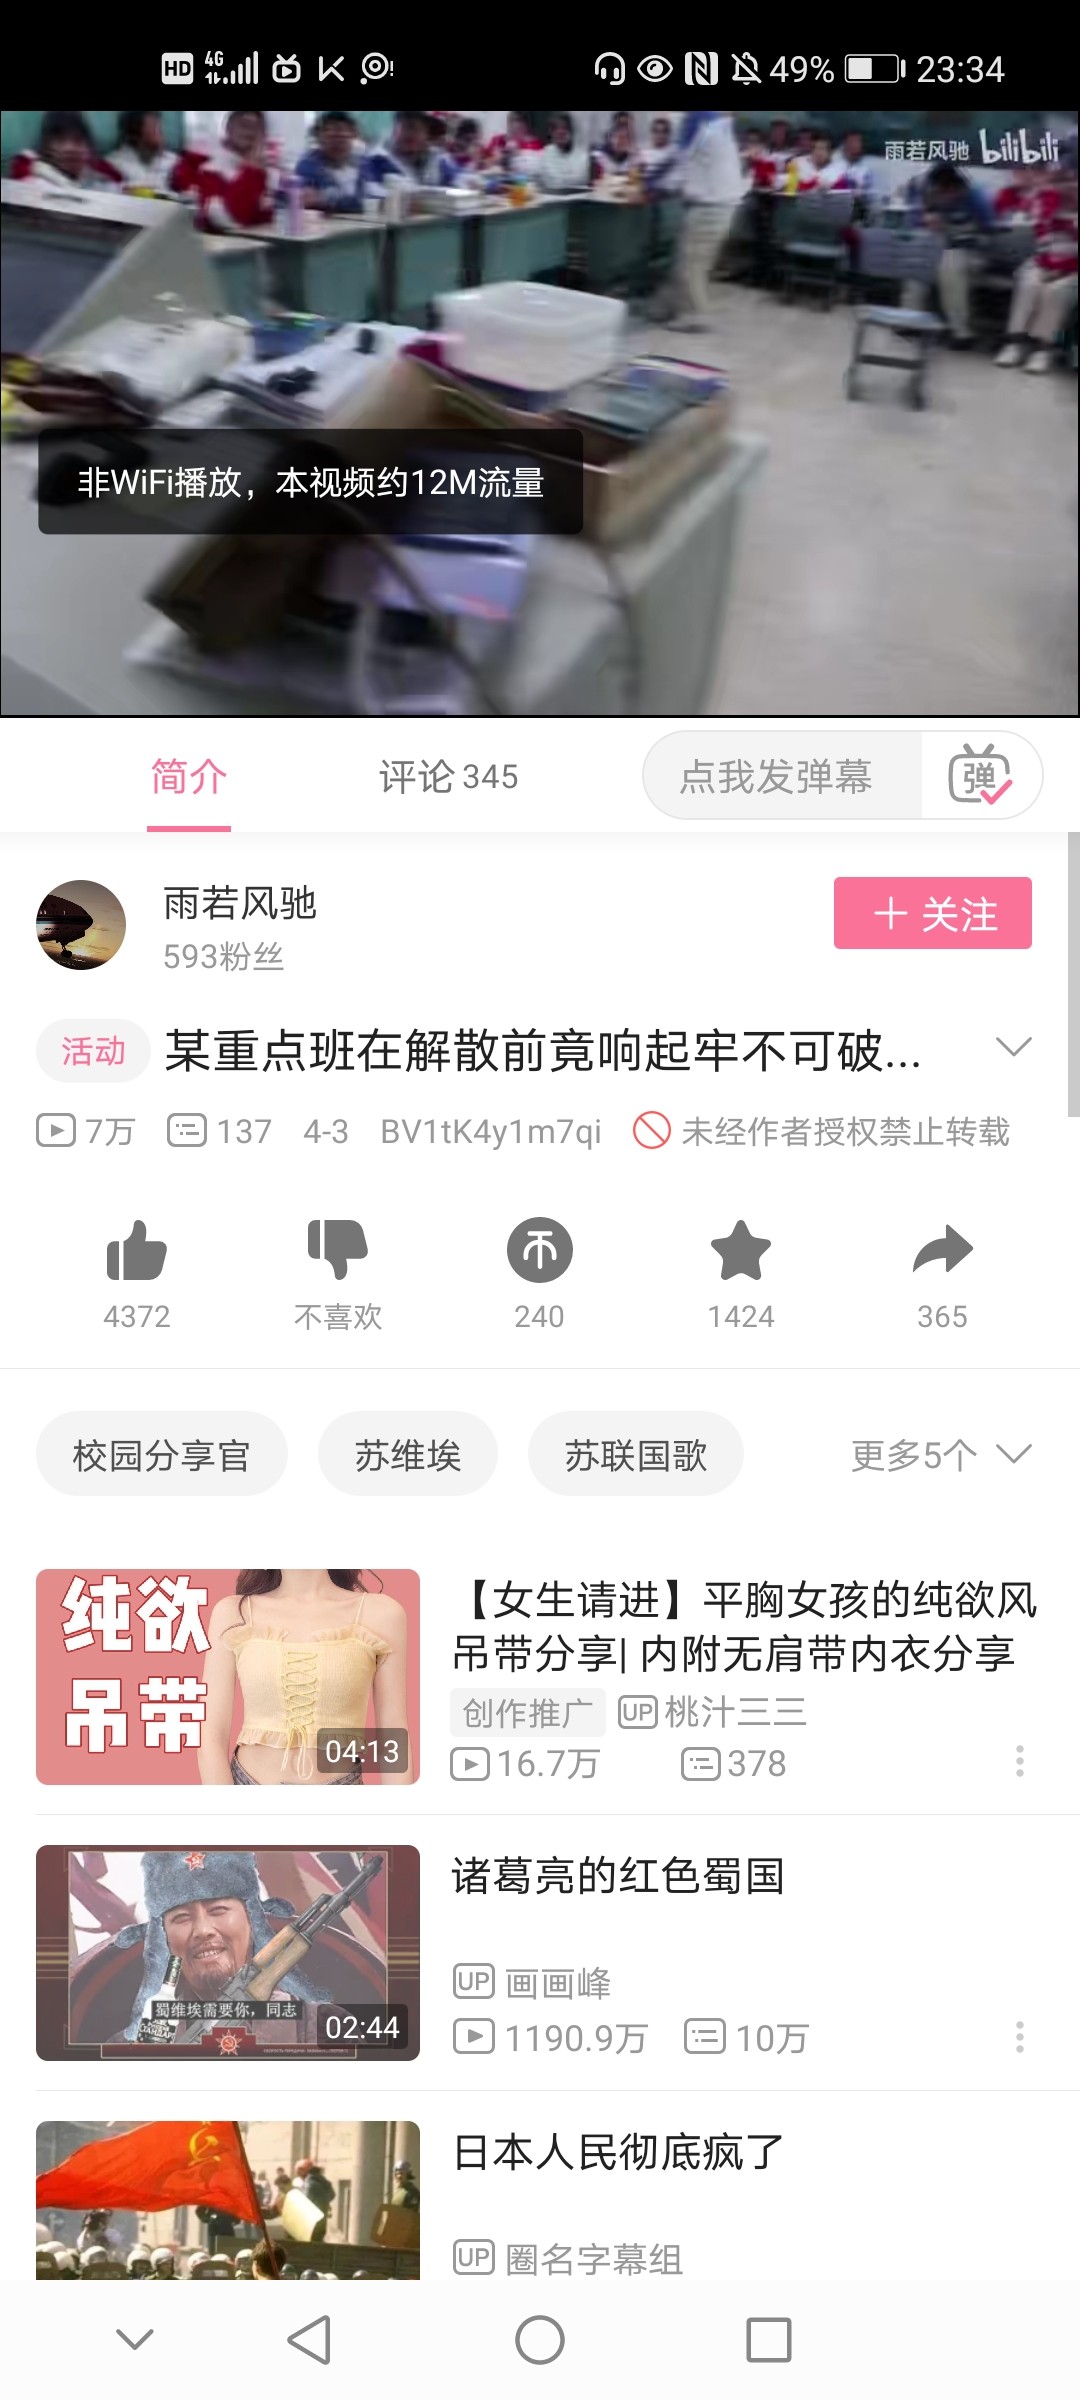 HD 4G 49% 23:34
雨若风驰 bilibili
非WiFi播放，本视频约12M流量
简介 评论 345 点我发弹幕 弹
雨若风驰
593粉丝
＋关注
活动 某重点班在解散前竟响起牢不可破...
7万 137 4-3 BV1tK4y1m7qi 未经作者授权禁止转载
4372 不喜欢 240 1424 365
校园分享官 苏维埃 苏联国歌 更多5个
纯欲
吊带
04:13
【女生请进】平胸女孩的纯欲风
吊带分享| 内附无肩带内衣分享
创作推广 UP 桃汁三三
16.7万 378
蜀维埃需要你，同志
02:44
诸葛亮的红色蜀国
UP 画画峰
1190.9万 10万
日本人民彻底疯了
UP 圈名字幕组